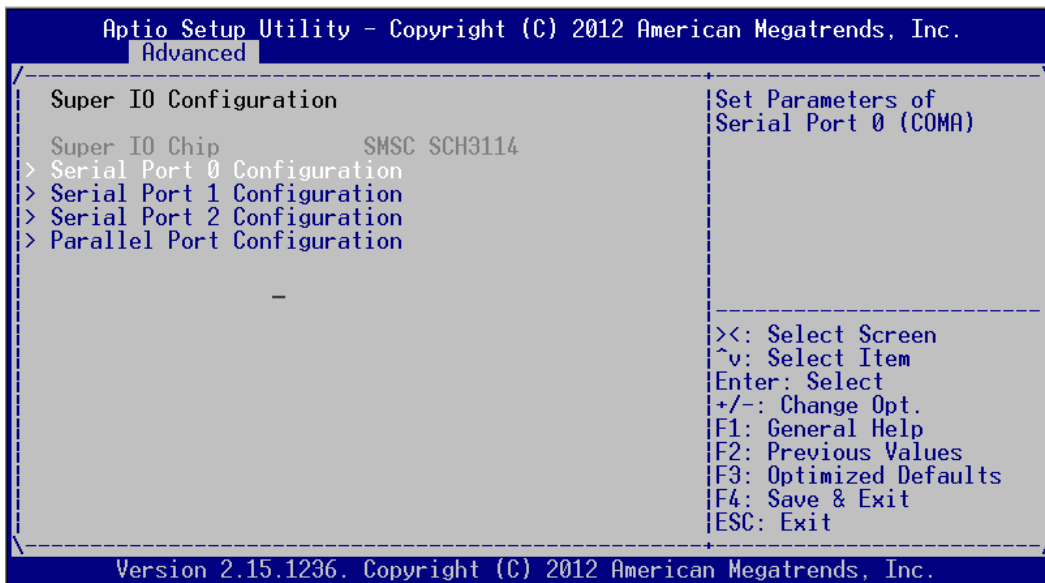 Aptio Setup Utility - Copyright (C) 2012 American Megatrends, Inc.
Advanced
Super IO Configuration
Super IO Chip SMSC SCH3114
> Serial Port 0 Configuration
> Serial Port 1 Configuration
> Serial Port 2 Configuration
> Parallel Port Configuration
Set Parameters of
Serial Port 0 (COMA)
><: Select Screen
^v: Select Item
Enter: Select
+/-: Change Opt.
F1: General Help
F2: Previous Values
F3: Optimized Defaults
F4: Save & Exit
ESC: Exit
Version 2.15.1236. Copyright (C) 2012 American Megatrends, Inc.